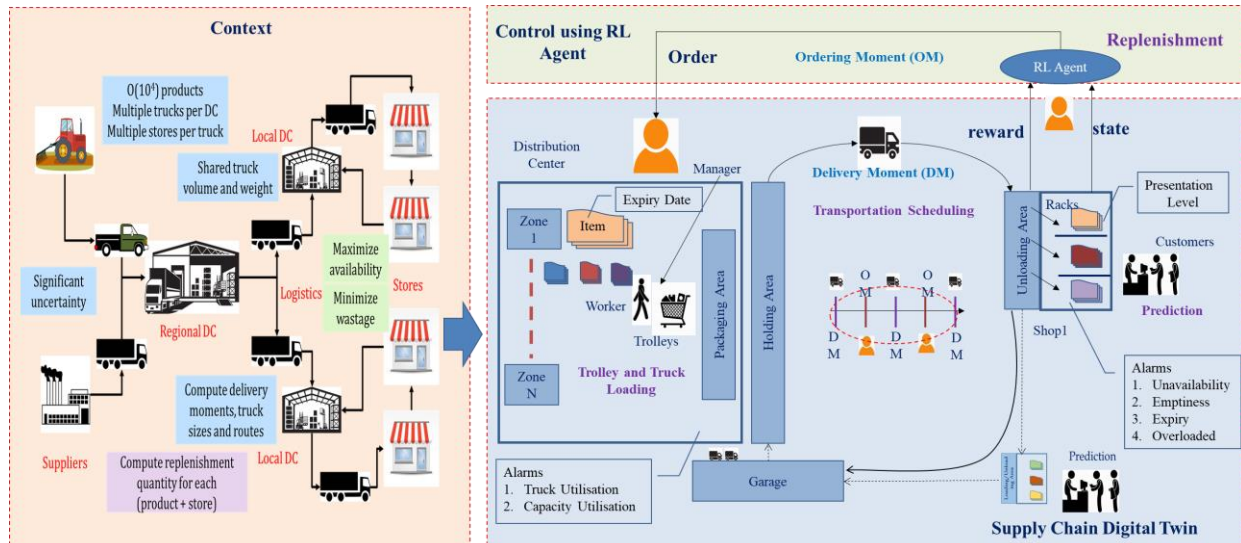 Context
O(10⁴) products
Multiple trucks per DC
Multiple stores per truck
Local DC
Shared truck
volume and weight
Maximize
availability
Significant
uncertainty
Logistics
Stores
Minimize
wastage
Regional DC
Compute delivery
moments, truck
sizes and routes
Suppliers
Local DC
Compute replenishment
quantity for each
(product + store)
Control using RL
Agent
Order
Ordering Moment (OM)
Replenishment
RL Agent
reward
state
Distribution
Center
Manager
Delivery Moment (DM)
Transportation Scheduling
Expiry Date
Zone
1
Item
Worker
Trolleys
Trolley and Truck
Loading
Zone
N
Packaging Area
Holding Area
O
M
O
M
D
M
D
M
D
M
Unloading Area
Racks
Presentation
Level
Customers
Prediction
Shop1
Alarms
1. Unavailability
2. Emptiness
3. Expiry
4. Overloaded
Alarms
1. Truck Utilisation
2. Capacity Utilisation
Garage
Prediction
Supply Chain Digital Twin